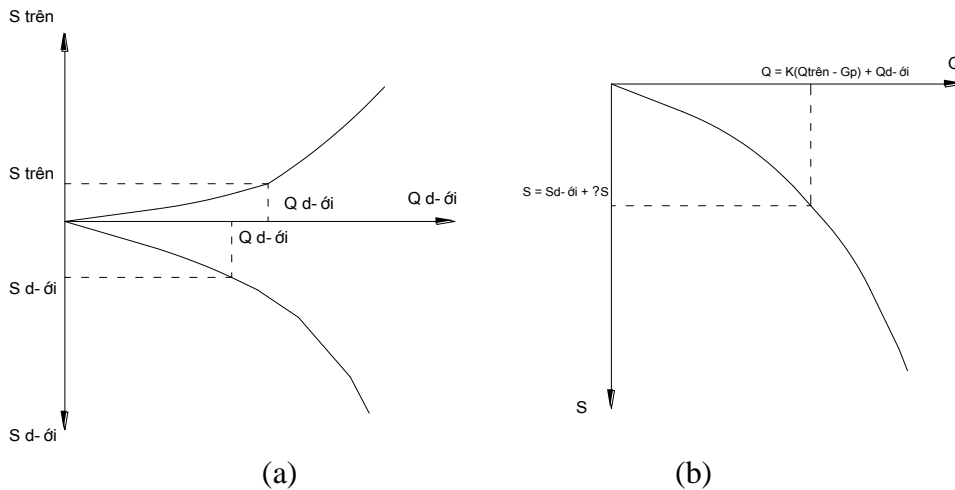 S trên
S trên
Q d- ới
Q d- ới
Q d- ới
S d- ới
S d- ới
(a)
Q = K(Qtrên - Gp) + Qd- ới
Q
S = Sd- ới + ?S
S
(b)